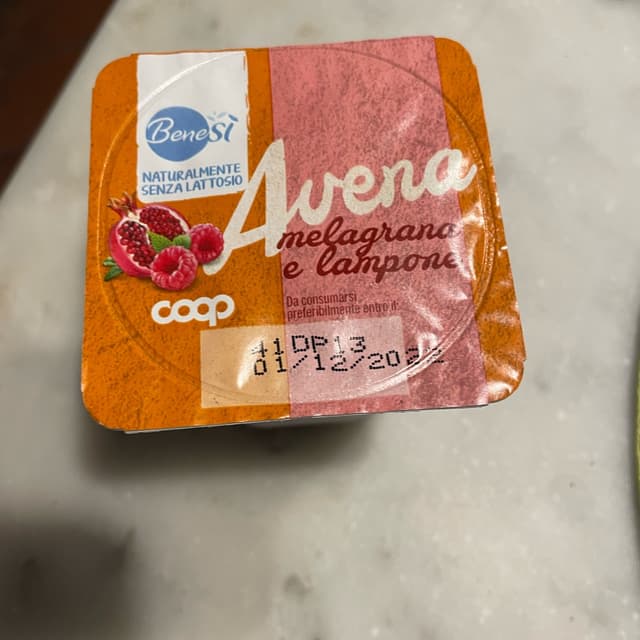 BeneSì
NATURALMENTE
SENZA LATTOSIO
Avena
melagrana
e lampone
coop
Da consumarsi
preferibilmente entro il:
41DP13
01/12/2022